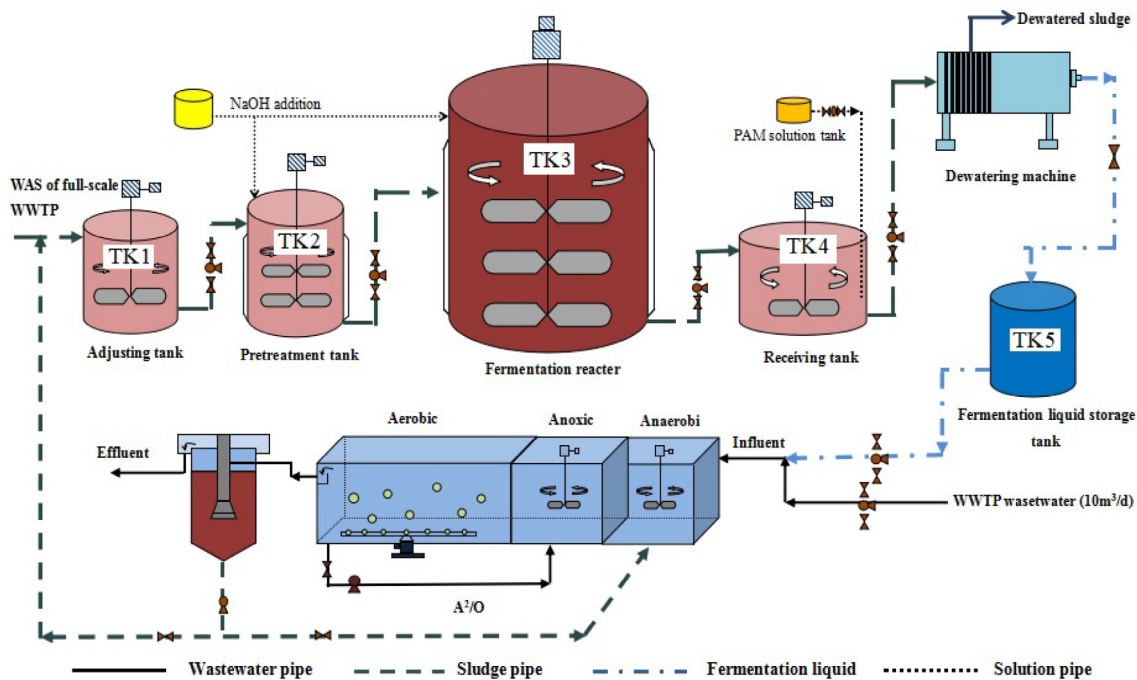 Dewatered sludge
NaOH addition
PAM solution tank
TK3
WAS of full-scale
WWTP
Dewatering machine
TK1
TK2
TK4
Adjusting tank
Pretreatment tank
Fermentation reacter
Receiving tank
TK5
Fermentation liquid storage
tank
Aerobic
Anoxic
Anaerobi
Effluent
Influent
WWTP wasetwater (10m³/d)
A²/O
Wastewater pipe
Sludge pipe
Fermentation liquid
Solution pipe